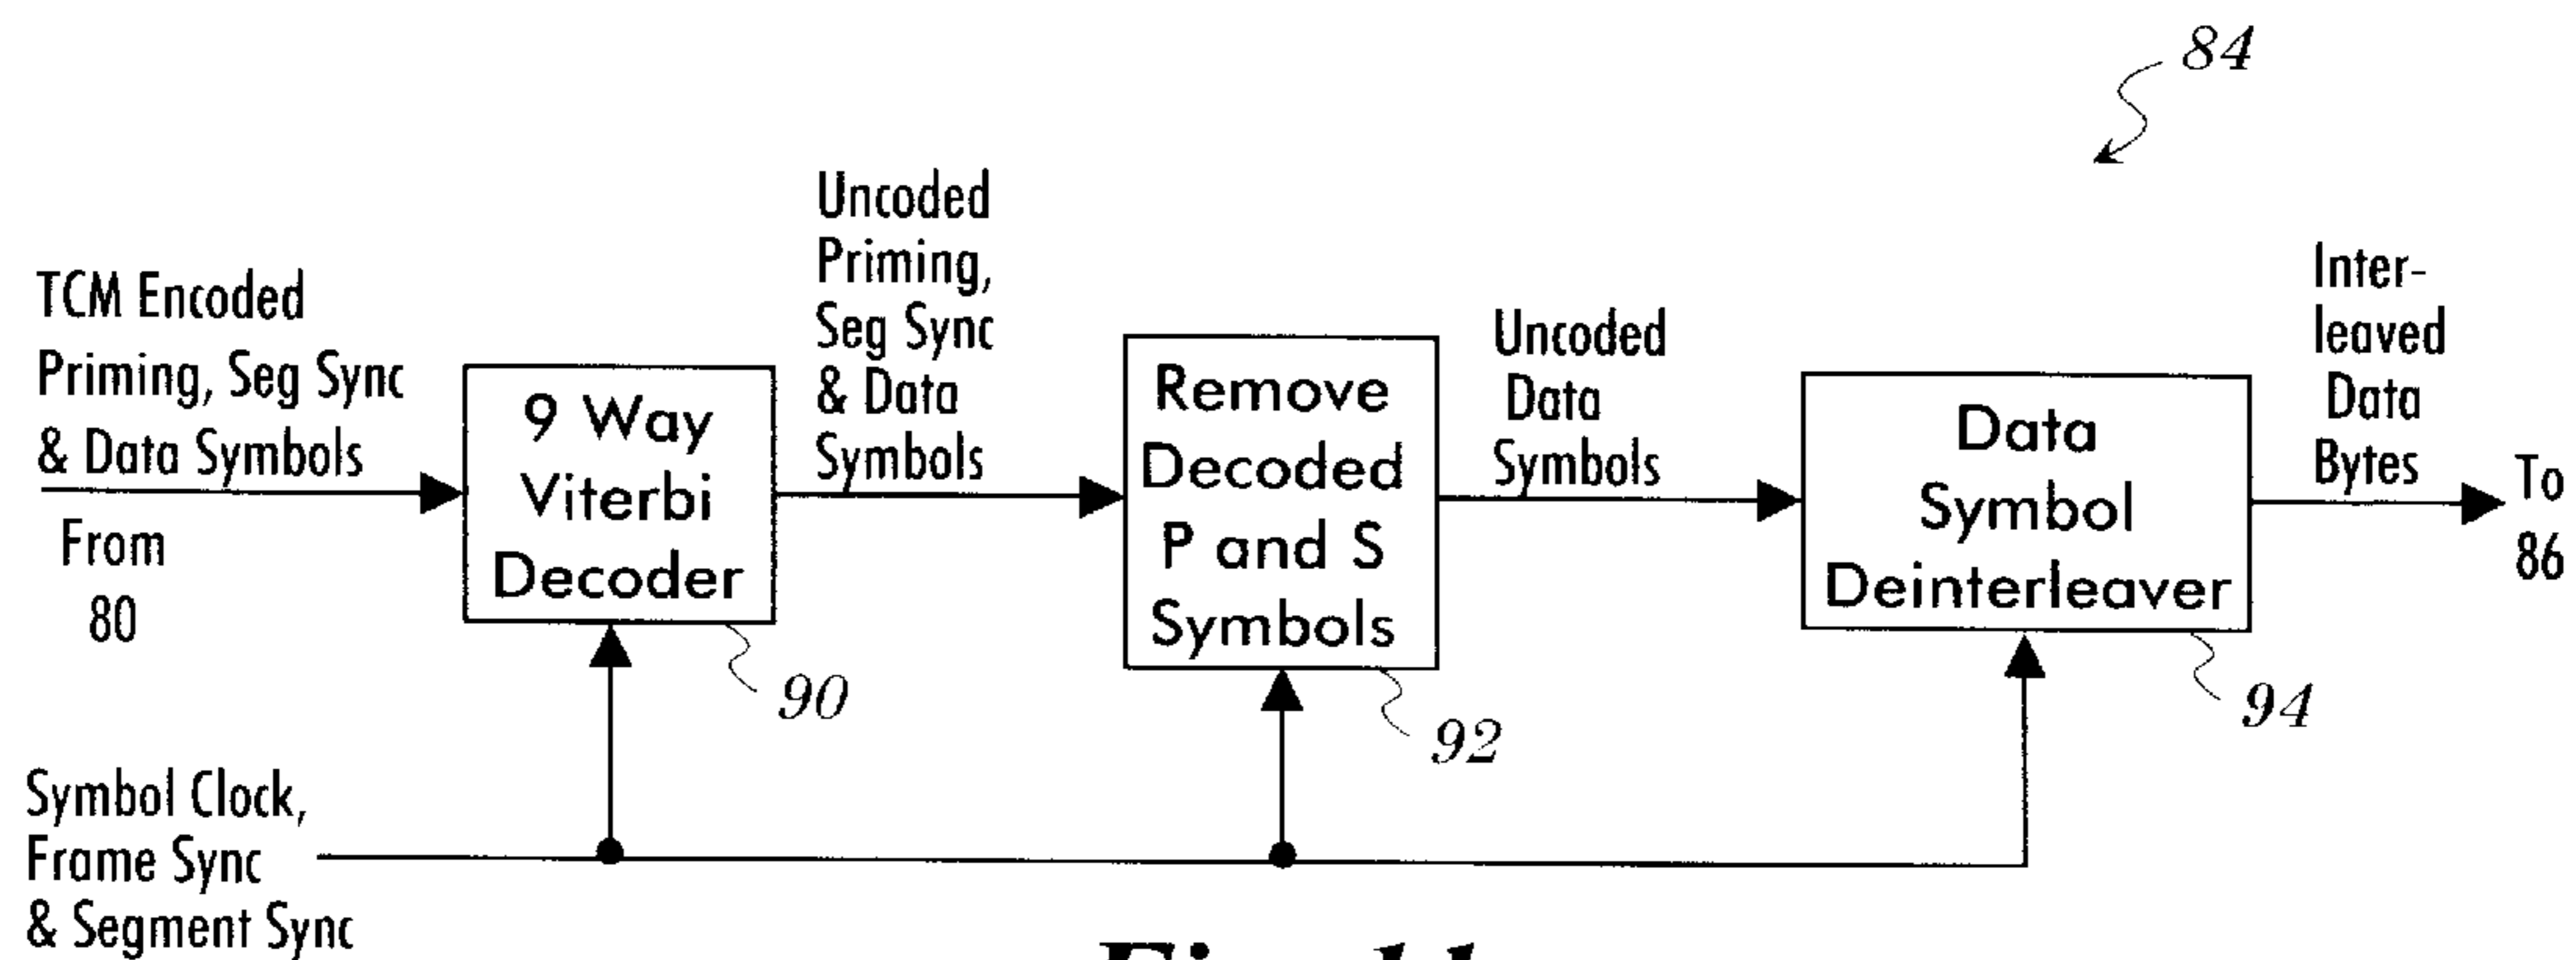 84
TCM Encoded
Priming, Seg Sync
& Data Symbols
From
80
9 Way
Viterbi
Decoder
90
Uncoded
Priming,
Seg Sync
& Data
Symbols
Remove
Decoded
P and S
Symbols
92
Uncoded
Data
Symbols
Data
Symbol
Deinterleaver
94
Inter-
leaved
Data
Bytes
To
86
Symbol Clock,
Frame Sync
& Segment Sync